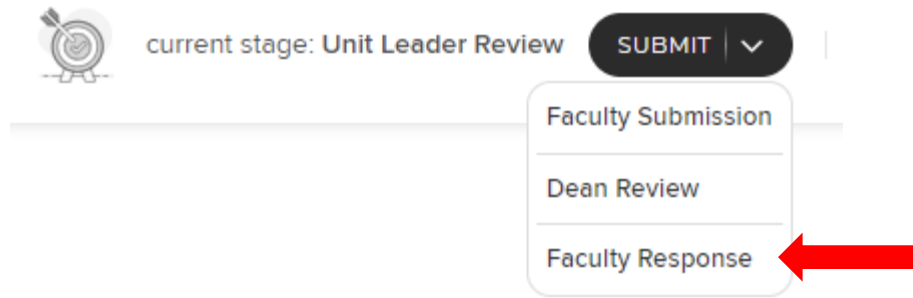 current stage: Unit Leader Review SUBMIT
Faculty Submission
Dean Review
Faculty Response